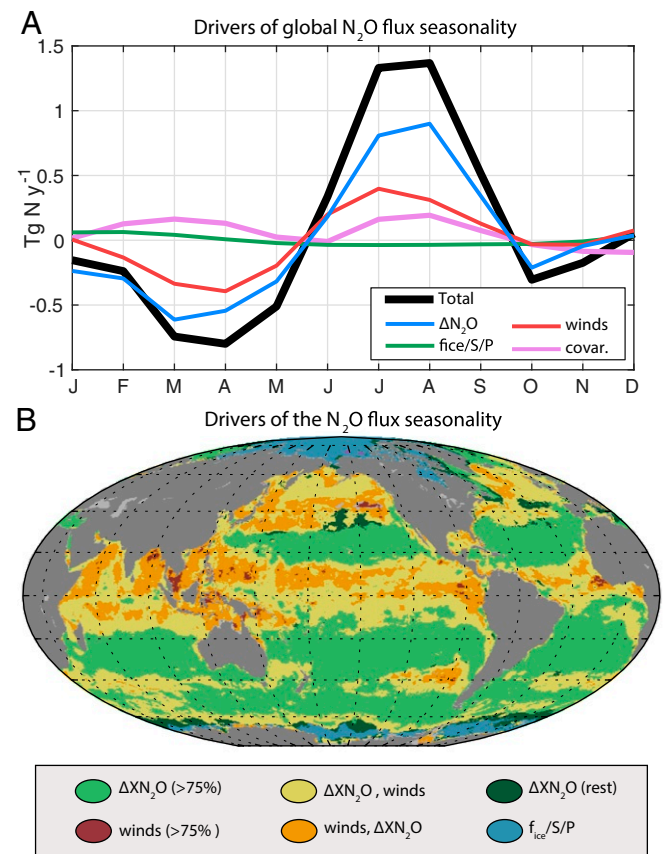 A
Drivers of global N₂O flux seasonality
1.5
1
0.5
0
-0.5
-1
Tg N y⁻¹
Total
ΔN₂O
winds
fice/S/P
covar.
J F M A M J J A S O N D
B
Drivers of the N₂O flux seasonality
ΔXN₂O (>75%)
ΔXN₂O , winds
ΔXN₂O (rest)
winds (>75% )
winds, ΔXN₂O
fᵢcₑ/S/P